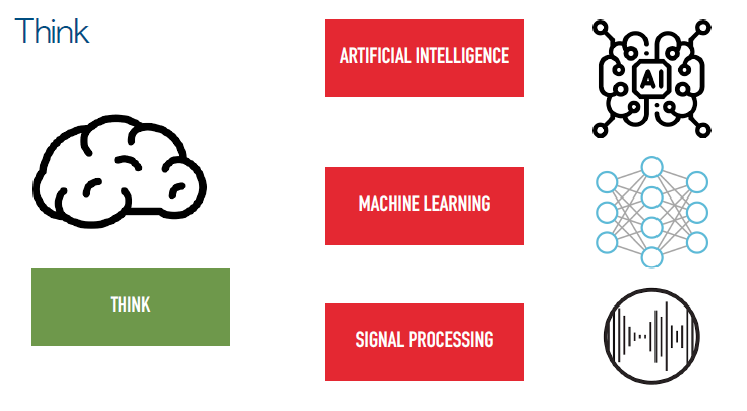 Think
ARTIFICIAL INTELLIGENCE
AI
MACHINE LEARNING
THINK
SIGNAL PROCESSING